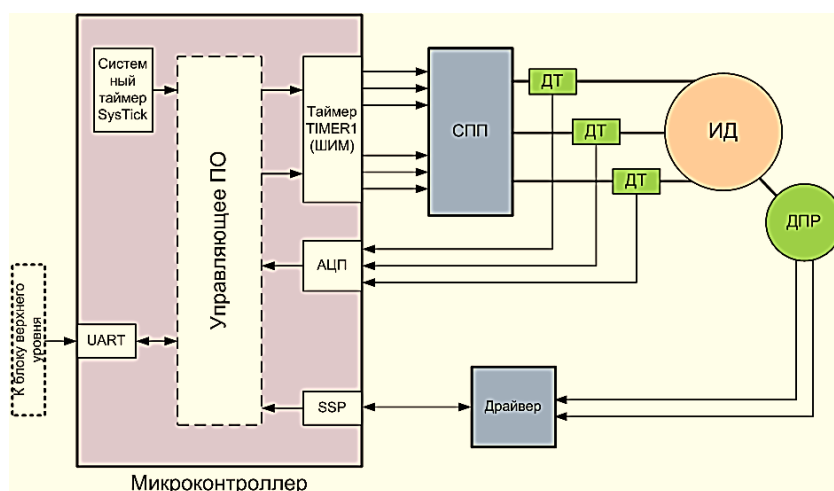 Систем
ный
таймер
SysTick
Управляющее ПО
Таймер
TIMER1
(ШИМ)
СПП
ДТ
ДТ
ДТ
ИД
ДПР
АЦП
К блоку верхнего
уровня
UART
SSP
Драйвер
Микроконтроллер